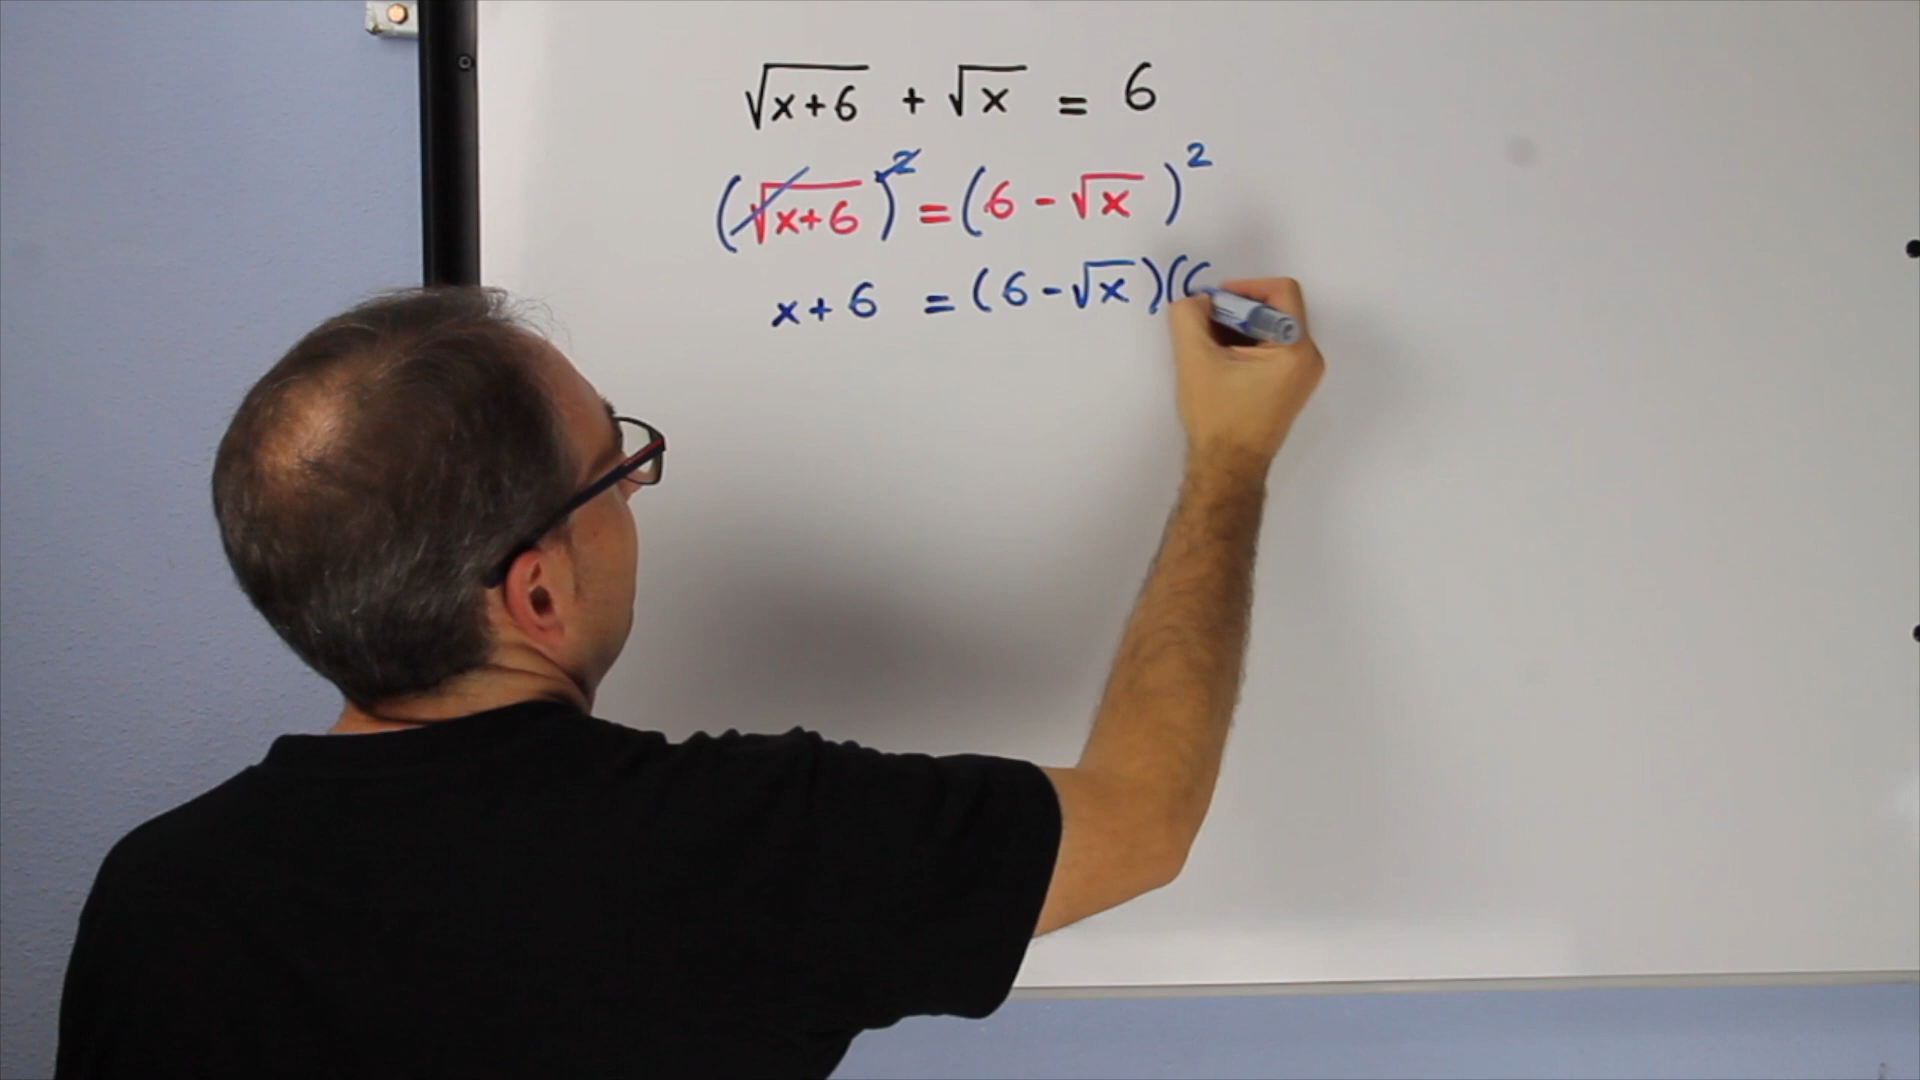 √(x+6) + √x = 6
(√(x+6))² = (6 - √x)²
x + 6 = (6 - √x)(6